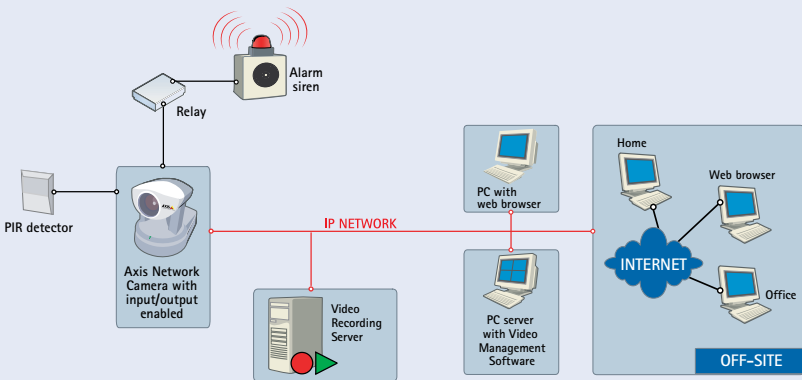 Alarm
siren
Relay
PIR detector
Axis Network
Camera with
input/output
enabled
IP NETWORK
Video
Recording
Server
PC with
web browser
PC server
with Video
Management
Software
Home
Web browser
INTERNET
Office
OFF-SITE